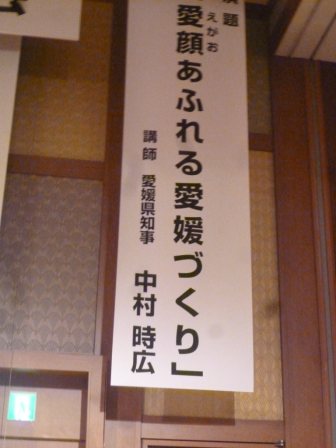 演題
愛顔あふれる愛媛づくり」
えがお
講師 愛媛県知事
中村 時広